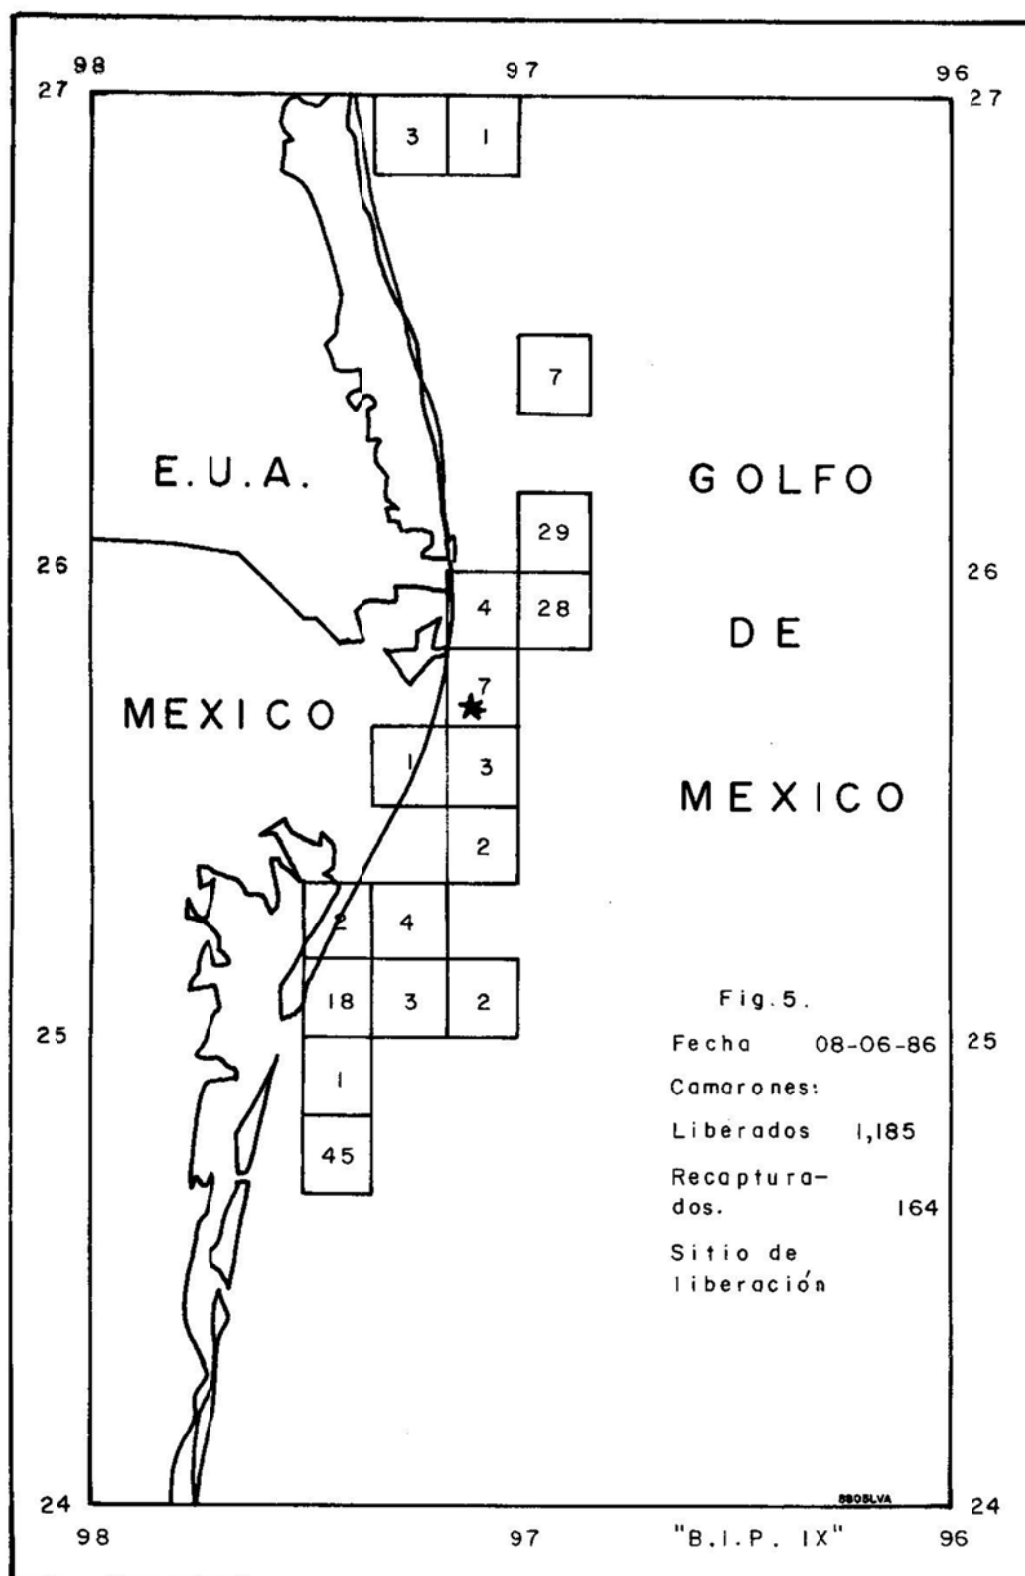 98 97 96
27 27
3 1
7
E.U.A. GOLFO
29
26 26
4 28
DE
7
MEXICO
1 3
MEXICO
2
2 4
18 3 2
Fig. 5.
25 25
Fecha 08-06-86
1
Camarones:
Liberados 1,185
45
Recaptura-
dos. 164
Sitio de
liberación
24 24
98 97 "B.I.P. IX" 96